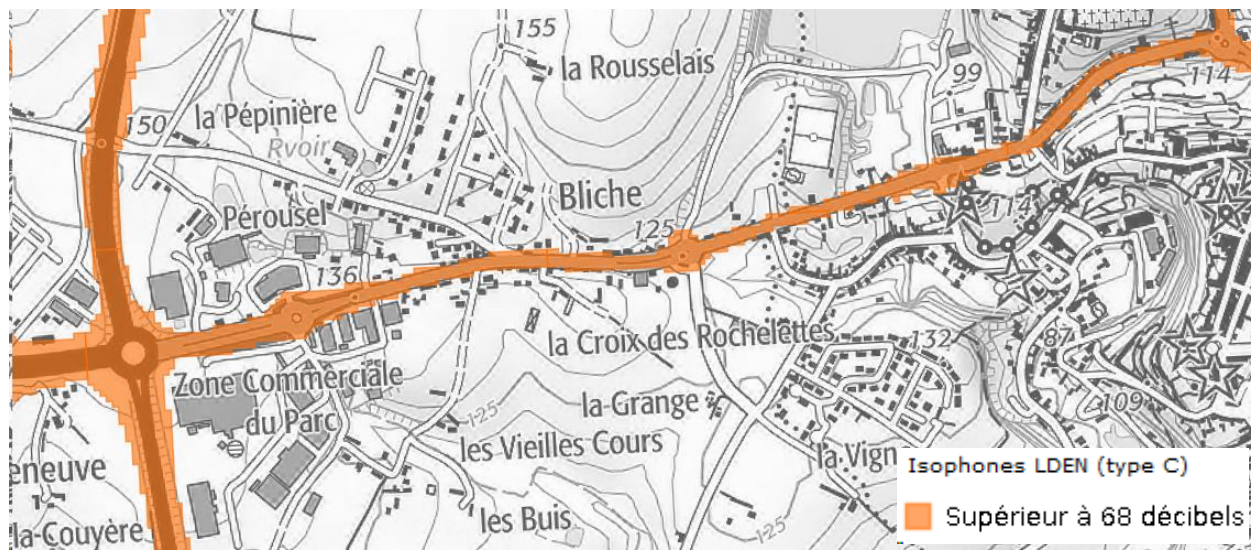 155
la Rousselais
99
114
150
la Pépinière
Rvoir
Bliche
Pérousel
125
114
136
la Croix des Rochelettes
132
87
Zone Commerciale
du Parc
125
la Grange
109
les Vieilles Cours
la Vign
eneuve
les Buis
125
la-Couyère
Isophones LDEN (type C)
Supérieur à 68 décibels